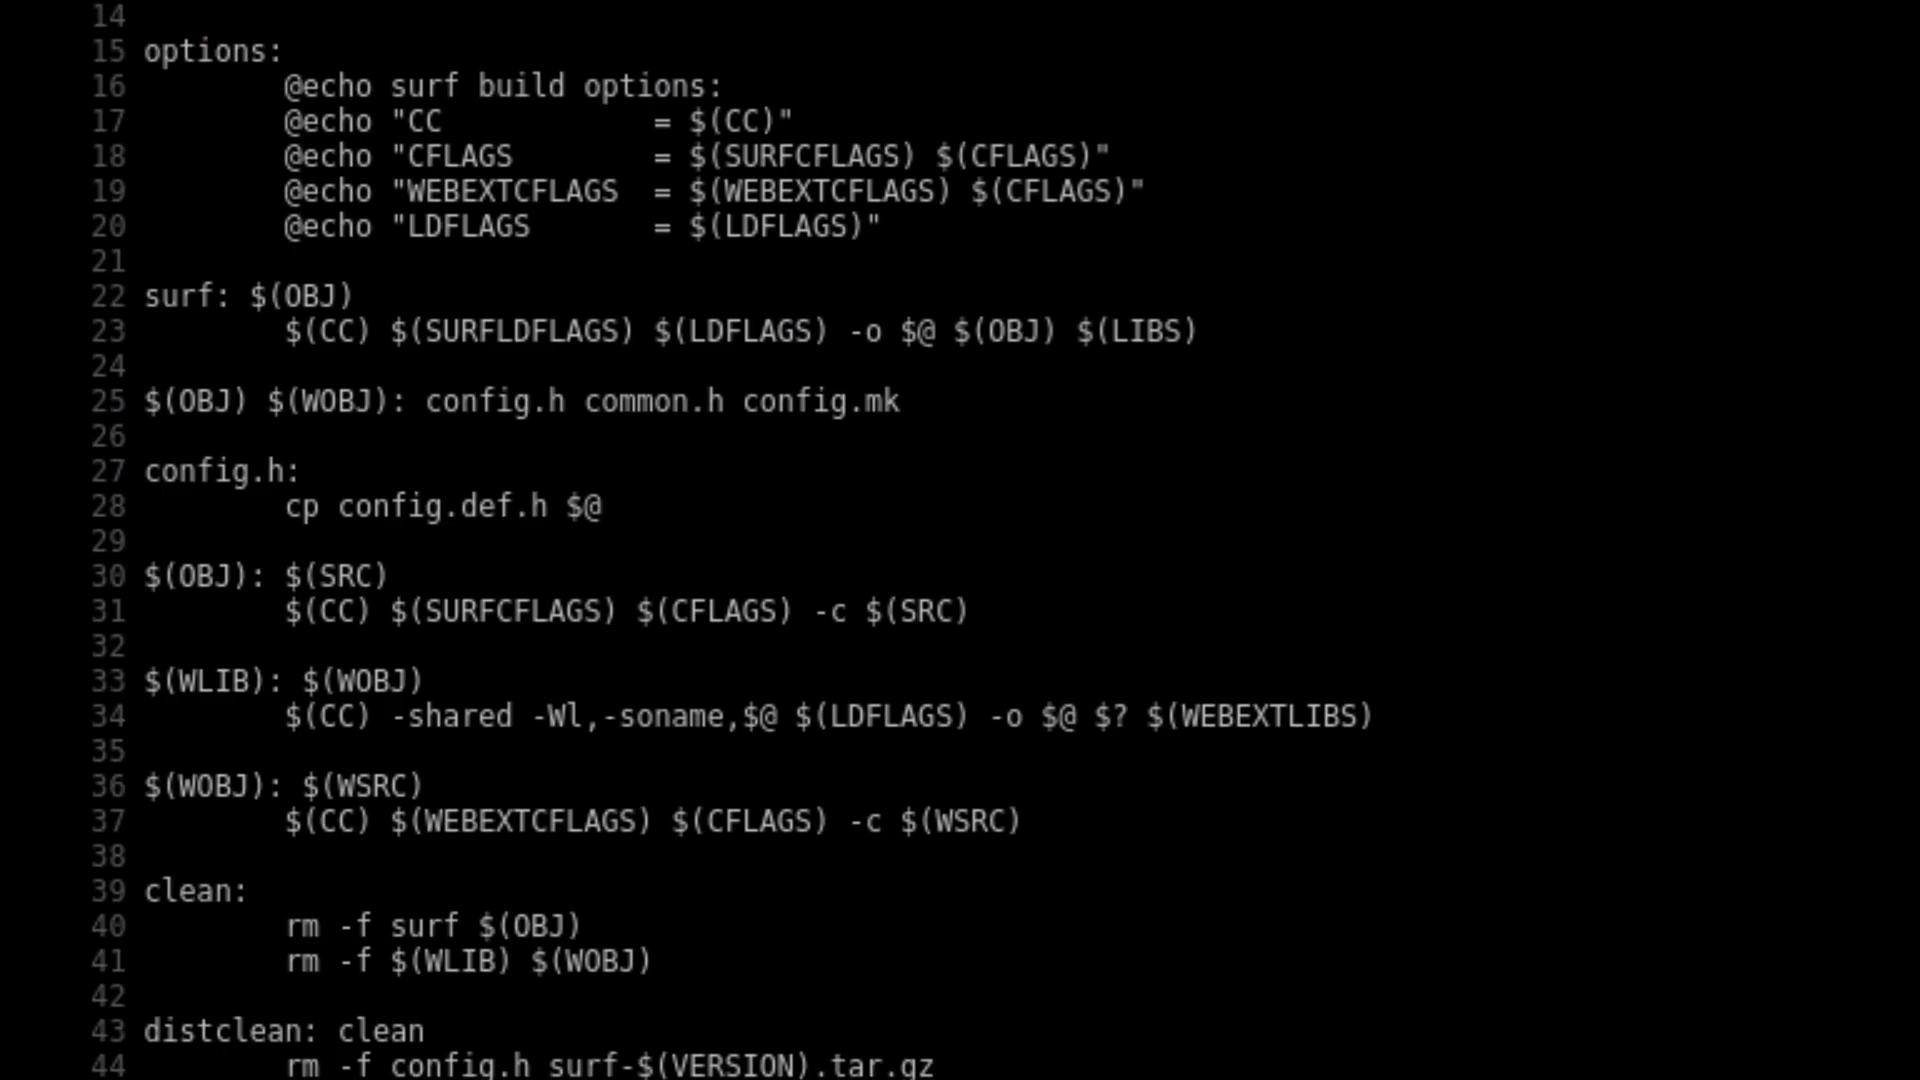 14
15 options:
16         @echo surf build options:
17         @echo "CC            = $(CC)"
18         @echo "CFLAGS        = $(SURFCFLAGS) $(CFLAGS)"
19         @echo "WEBEXTCFLAGS  = $(WEBEXTCFLAGS) $(CFLAGS)"
20         @echo "LDFLAGS       = $(LDFLAGS)"
21
22 surf: $(OBJ)
23         $(CC) $(SURFLDFLAGS) $(LDFLAGS) -o $@ $(OBJ) $(LIBS)
24
25 $(OBJ) $(WOBJ): config.h common.h config.mk
26
27 config.h:
28         cp config.def.h $@
29
30 $(OBJ): $(SRC)
31         $(CC) $(SURFCFLAGS) $(CFLAGS) -c $(SRC)
32
33 $(WLIB): $(WOBJ)
34         $(CC) -shared -Wl,-soname,$@ $(LDFLAGS) -o $@ $? $(WEBEXTLIBS)
35
36 $(WOBJ): $(WSRC)
37         $(CC) $(WEBEXTCFLAGS) $(CFLAGS) -c $(WSRC)
38
39 clean:
40         rm -f surf $(OBJ)
41         rm -f $(WLIB) $(WOBJ)
42
43 distclean: clean
44         rm -f config.h surf-$(VERSION).tar.gz